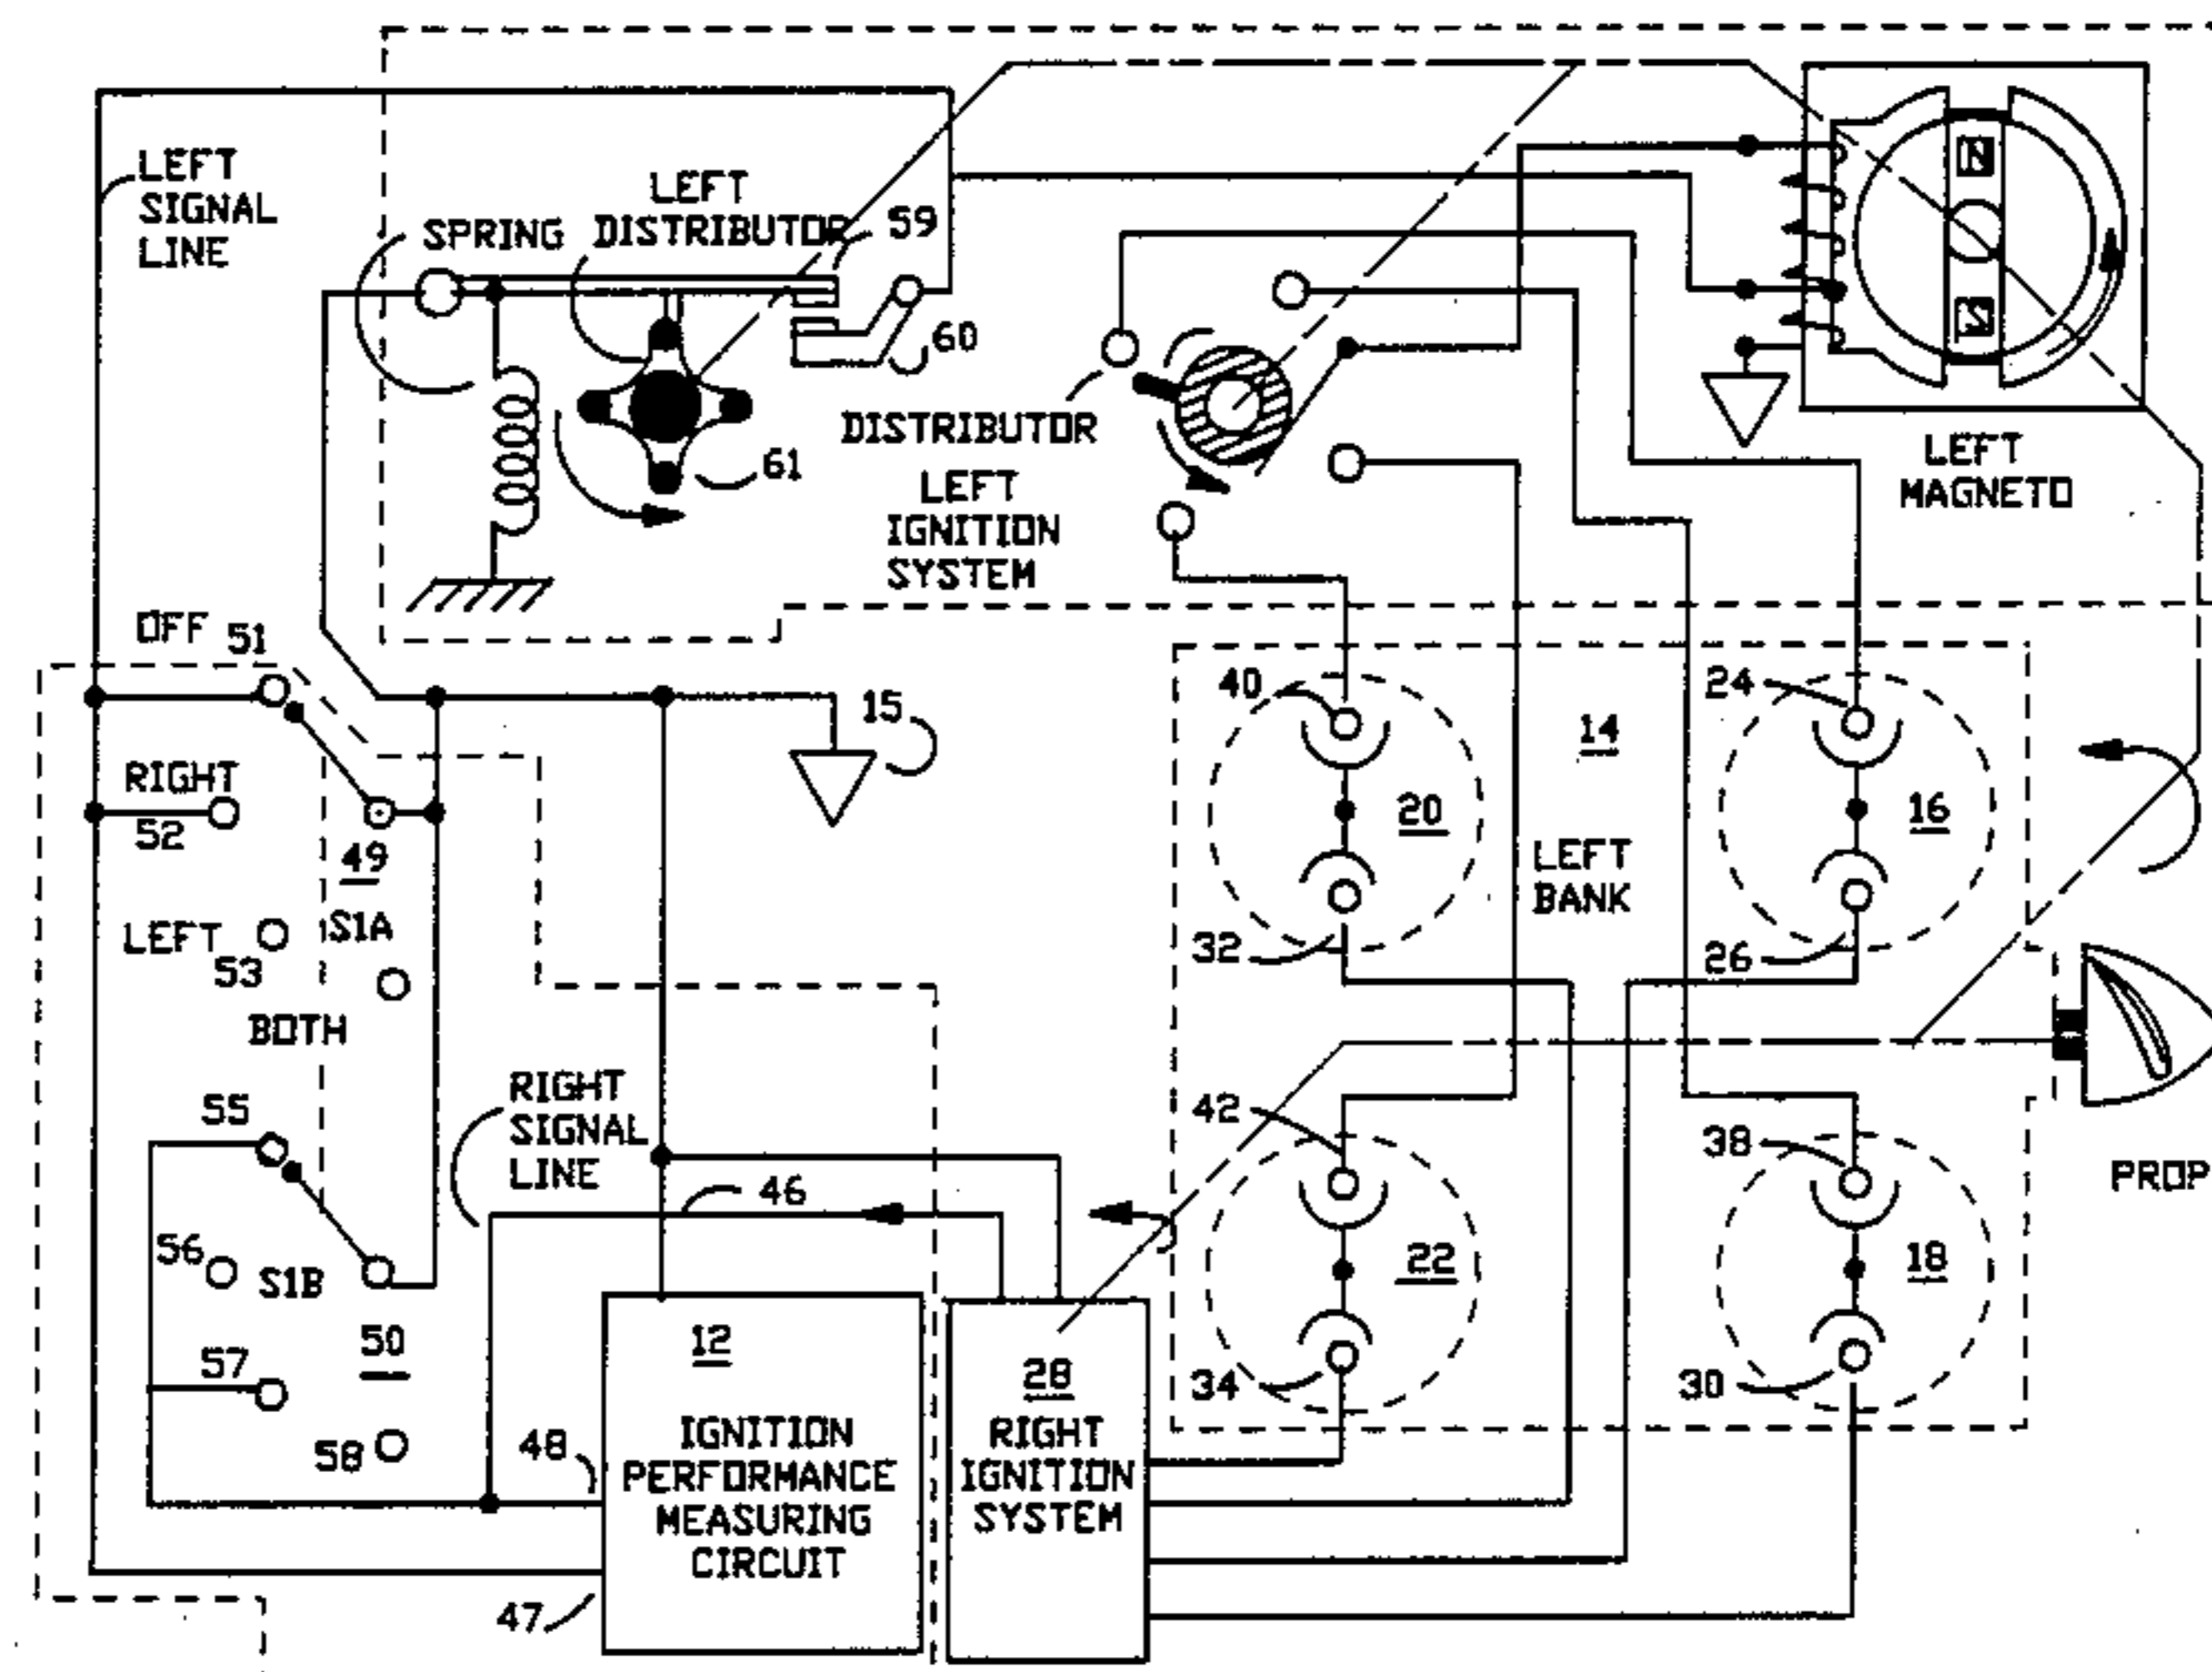 LEFT
SIGNAL
LINE
SPRING
LEFT
DISTRIBUTOR
59
60
61
DISTRIBUTOR
LEFT
IGNITION
SYSTEM
N
S
LEFT
MAGNETO
OFF
51
15
RIGHT
52
49
LEFT
53
S1A
BOTH
40
14
24
20
16
LEFT
BANK
32
26
55
RIGHT
SIGNAL
LINE
46
42
38
PROP
56
S1B
50
57
58
22
18
34
30
12
IGNITION
PERFORMANCE
MEASURING
CIRCUIT
48
47
28
RIGHT
IGNITION
SYSTEM